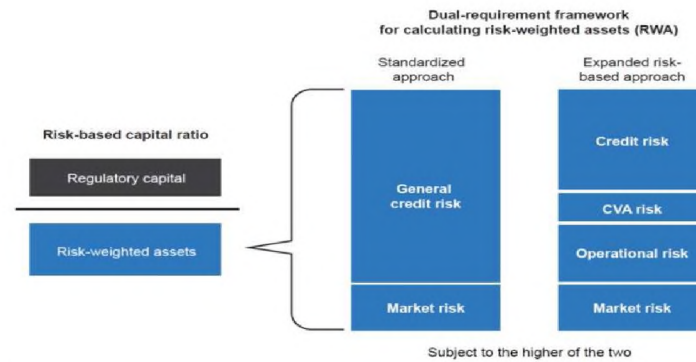 Dual-requirement framework
for calculating risk-weighted assets (RWA)
Standardized
approach
Expanded risk-
based approach
Risk-based capital ratio
Regulatory capital
Risk-weighted assets
General
credit risk
Market risk
Credit risk
CVA risk
Operational risk
Market risk
Subject to the higher of the two